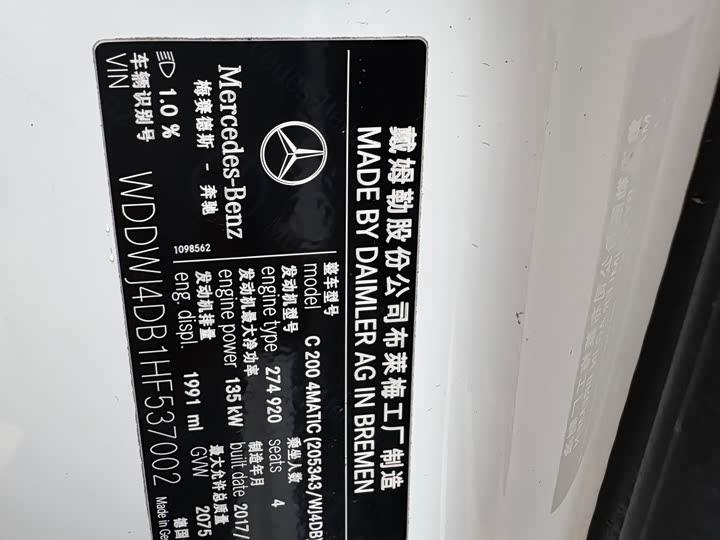 戴姆勒股份公司布莱梅工厂制造
MADE BY DAIMLER AG IN BREMEN
Mercedes-Benz
梅赛德斯 - 奔驰
1098562
整车型号
model C 200 4MATIC (205343/WJ4DB
发动机型号 乘坐人数
engine type 274 920 seats 4
发动机最大净功率 制造年月
engine power 135 kW built date 2017/
发动机排量 最大允许总质量
eng. displ. 1991 ml GVW 2075
1.0 %
车辆识别号
VIN WDDWJ4DB1HF537002
德国
Made in Ge